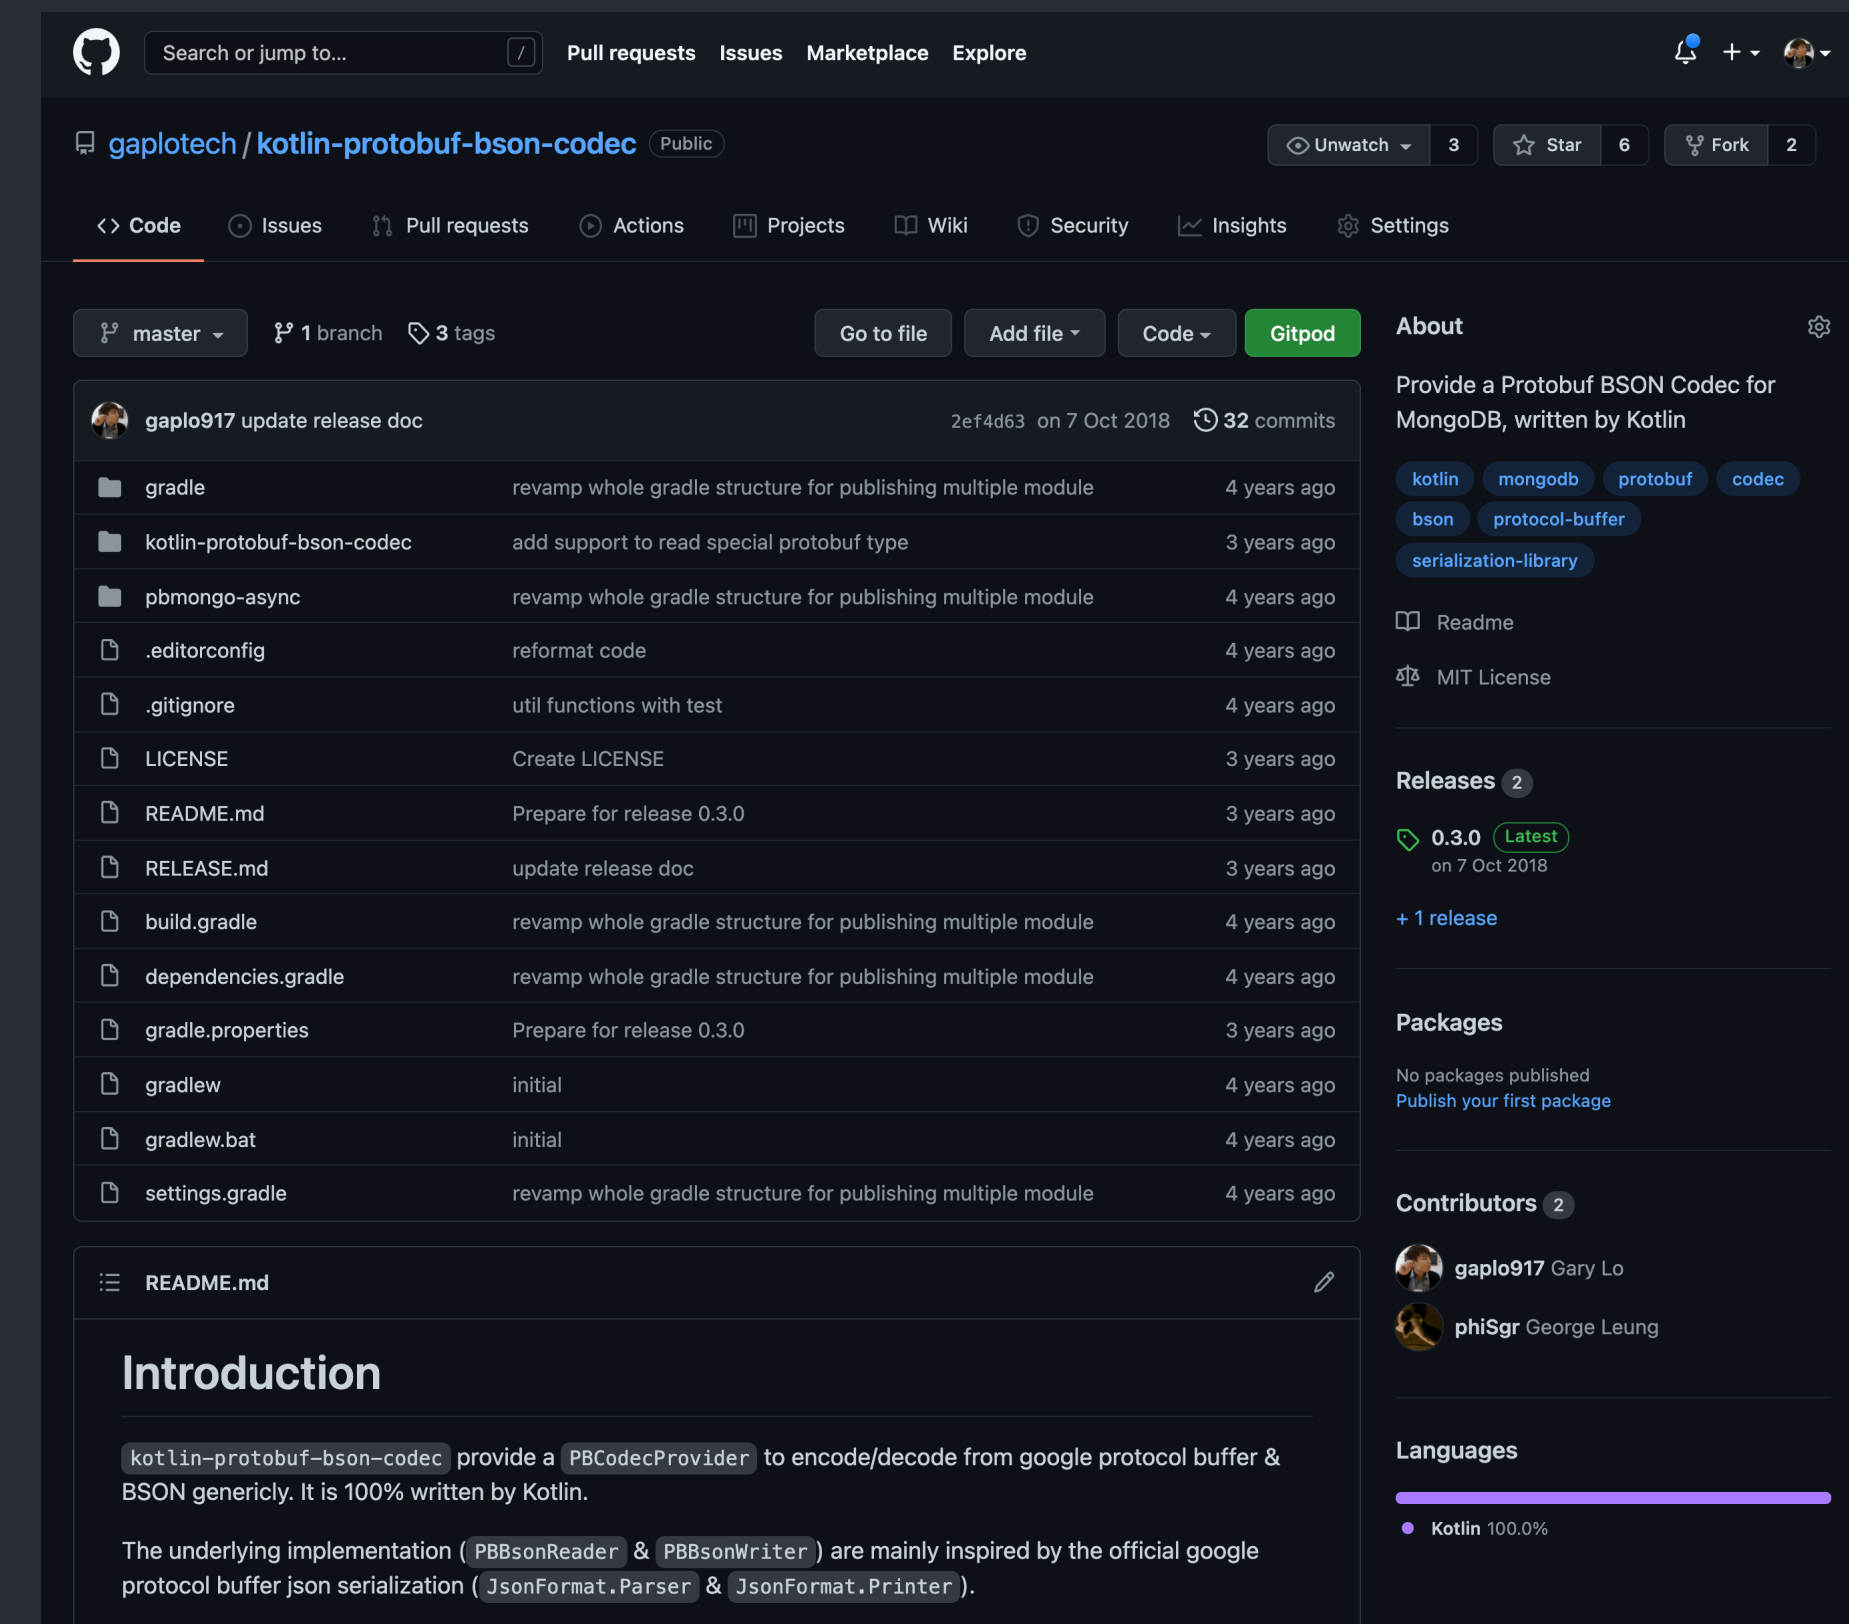 Search or jump to... /
Pull requests Issues Marketplace Explore
gaplotech / kotlin-protobuf-bson-codec Public
Unwatch 3 Star 6 Fork 2
Code Issues Pull requests Actions Projects Wiki Security Insights Settings
master 1 branch 3 tags Go to file Add file Code Gitpod
gaplo917 update release doc 2ef4d63 on 7 Oct 2018 32 commits
gradle revamp whole gradle structure for publishing multiple module 4 years ago
kotlin-protobuf-bson-codec add support to read special protobuf type 3 years ago
pbmongo-async revamp whole gradle structure for publishing multiple module 4 years ago
.editorconfig reformat code 4 years ago
.gitignore util functions with test 4 years ago
LICENSE Create LICENSE 3 years ago
README.md Prepare for release 0.3.0 3 years ago
RELEASE.md update release doc 3 years ago
build.gradle revamp whole gradle structure for publishing multiple module 4 years ago
dependencies.gradle revamp whole gradle structure for publishing multiple module 4 years ago
gradle.properties Prepare for release 0.3.0 3 years ago
gradlew initial 4 years ago
gradlew.bat initial 4 years ago
settings.gradle revamp whole gradle structure for publishing multiple module 4 years ago
README.md
Introduction
kotlin-protobuf-bson-codec provide a PBCodecProvider to encode/decode from google protocol buffer &
BSON genericly. It is 100% written by Kotlin.
The underlying implementation ( PBBsonReader & PBBsonWriter ) are mainly inspired by the official google
protocol buffer json serialization ( JsonFormat.Parser & JsonFormat.Printer ).
About
Provide a Protobuf BSON Codec for
MongoDB, written by Kotlin
kotlin mongodb protobuf codec
bson protocol-buffer
serialization-library
Readme
MIT License
Releases 2
0.3.0 Latest
on 7 Oct 2018
+ 1 release
Packages
No packages published
Publish your first package
Contributors 2
gaplo917 Gary Lo
phiSgr George Leung
Languages
Kotlin 100.0%